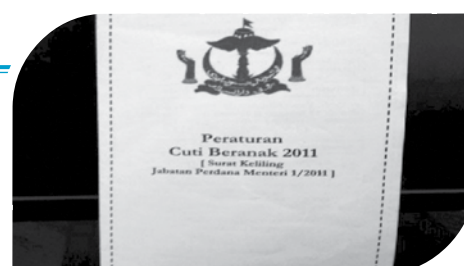 Peraturan
Cuti Beranak 2011
[ Surat Keliling
Jabatan Perdana Menteri 1/2011 ]